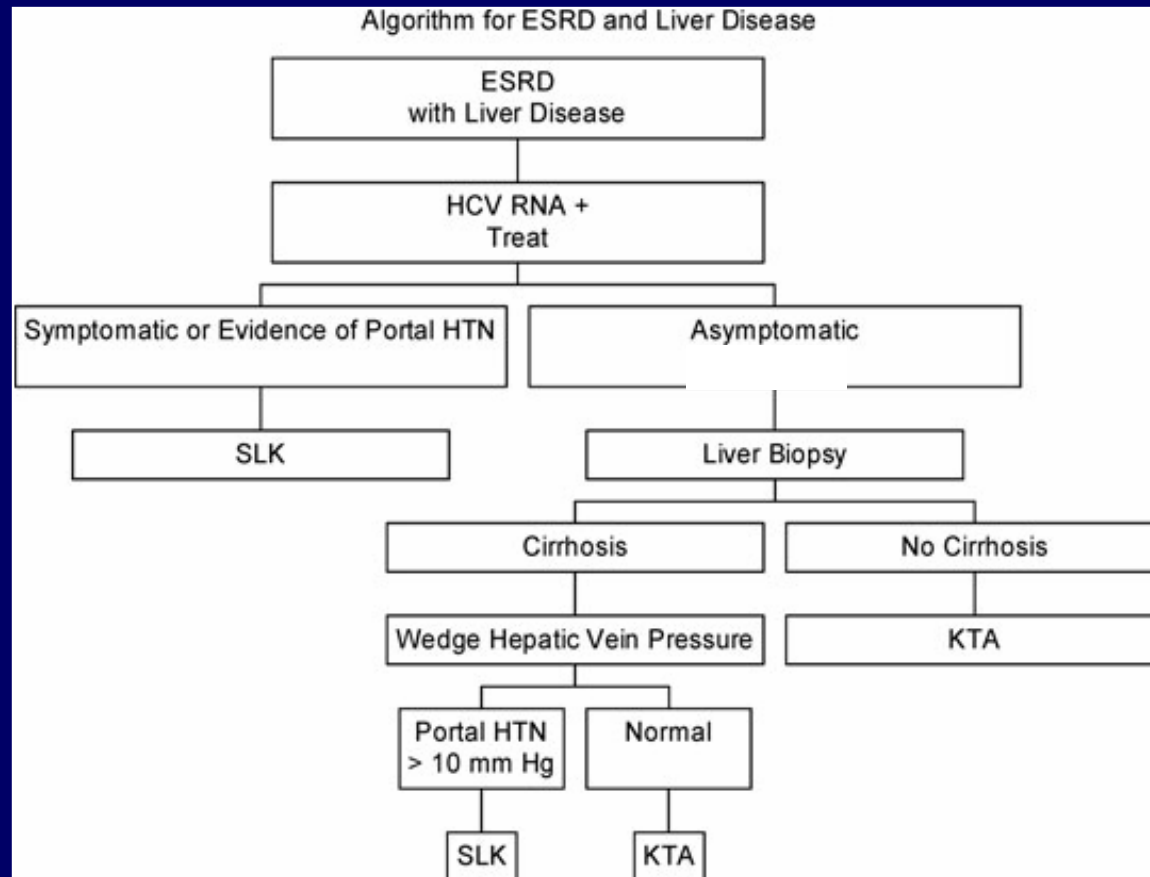 Algorithm for ESRD and Liver Disease
ESRD
with Liver Disease
HCV RNA +
Treat
Symptomatic or Evidence of Portal HTN
Asymptomatic
SLK
Liver Biopsy
Cirrhosis
No Cirrhosis
Wedge Hepatic Vein Pressure
KTA
Portal HTN
> 10 mm Hg
Normal
SLK
KTA